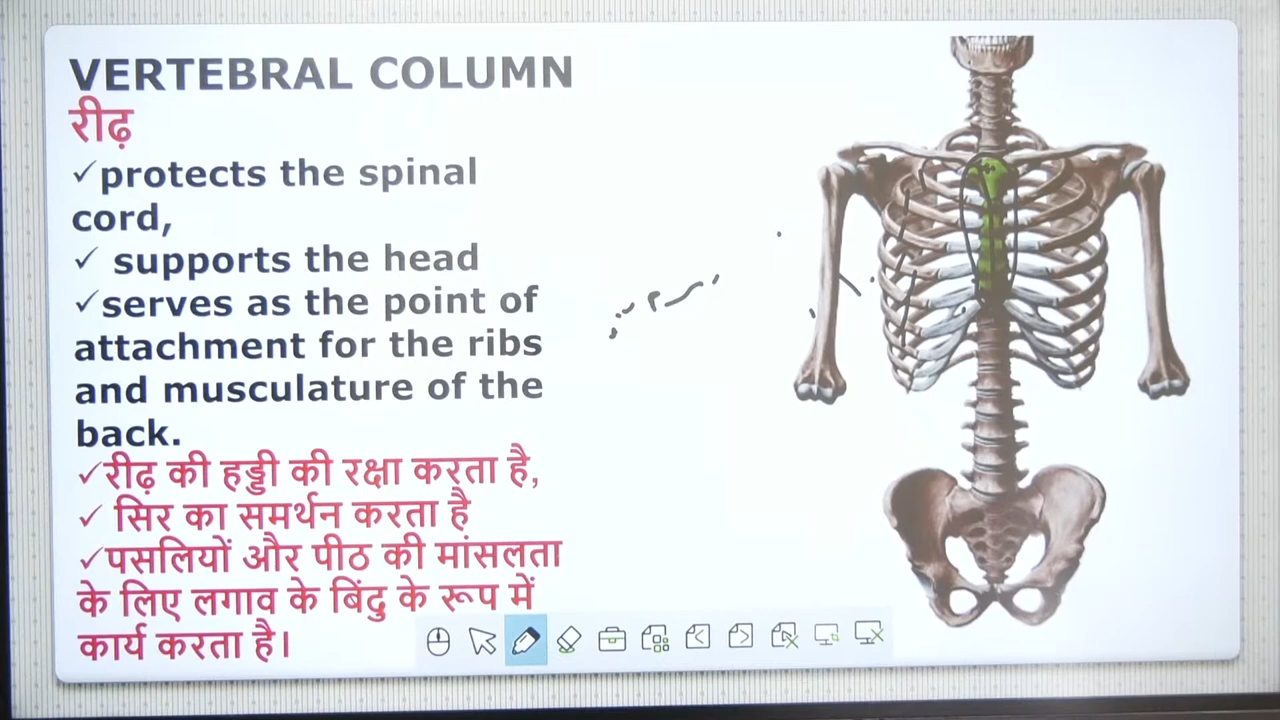 VERTEBRAL COLUMN
रीढ़
✓protects the spinal
cord,
✓ supports the head
✓serves as the point of
attachment for the ribs
and musculature of the
back.
✓रीढ़ की हड्डी की रक्षा करता है,
✓ सिर का समर्थन करता है
✓पसलियों और पीठ की मांसलता
के लिए लगाव के बिंदु के रूप में
कार्य करता है।